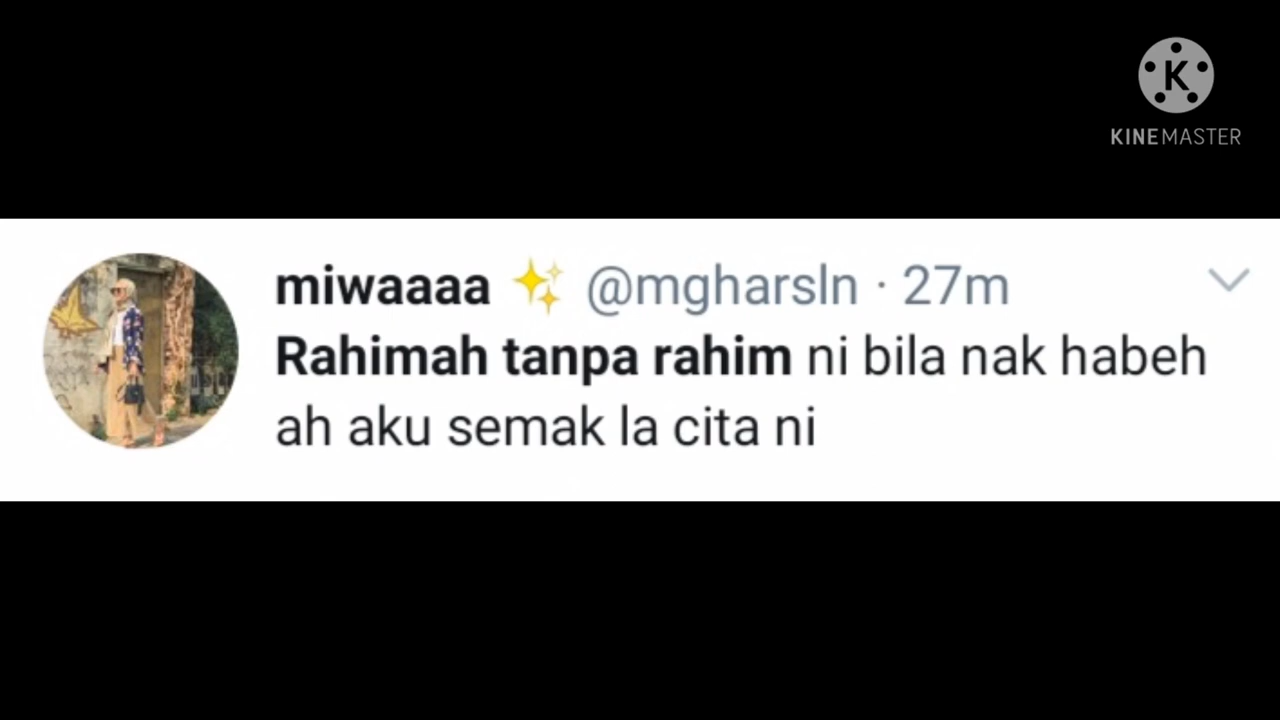 KINEMASTER
miwaaaa ✨ @mgharsln · 27m
Rahimah tanpa rahim ni bila nak habeh
ah aku semak la cita ni